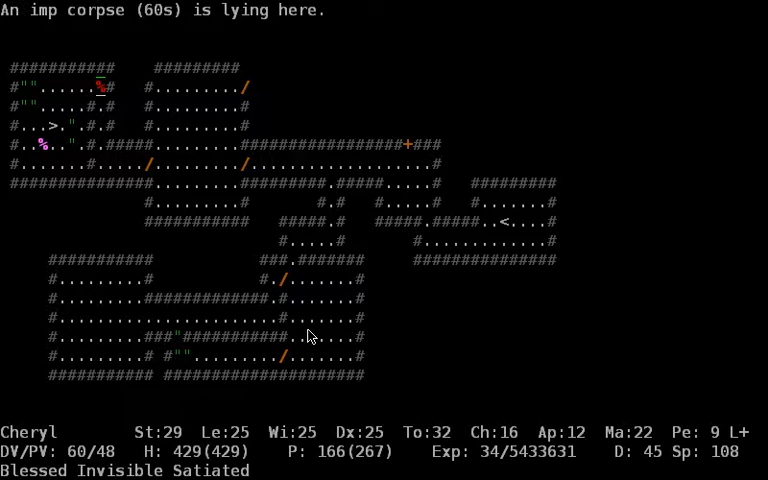 An imp corpse (60s) is lying here.
###########    #########
#""......%#   #........./
#"".....#.#   #.........#
#...>.".#.#   #.........#
#..%..".#.#####.........#################+###
#.......#...../........./...................#
###############.........#########.#####.....#   #########
#.........#       #.#   #.....#   #.......#
###########   #####.#   #####.#####..<....#
#.....#       #.............#
###########           ###.#######     ###############
#.........#           #./.......#
#.........#############.#.......#
#.......................#.......#
#.........###"###########.......#
#.........# #""........./.......#
########### #####################
Cheryl        St:29  Le:25  Wi:25  Dx:25  To:32  Ch:16  Ap:12  Ma:22  Pe: 9 L+
DV/PV: 60/48   H: 429(429)   P: 166(267)   Exp: 34/5433631    D: 45 Sp: 108
Blessed Invisible Satiated